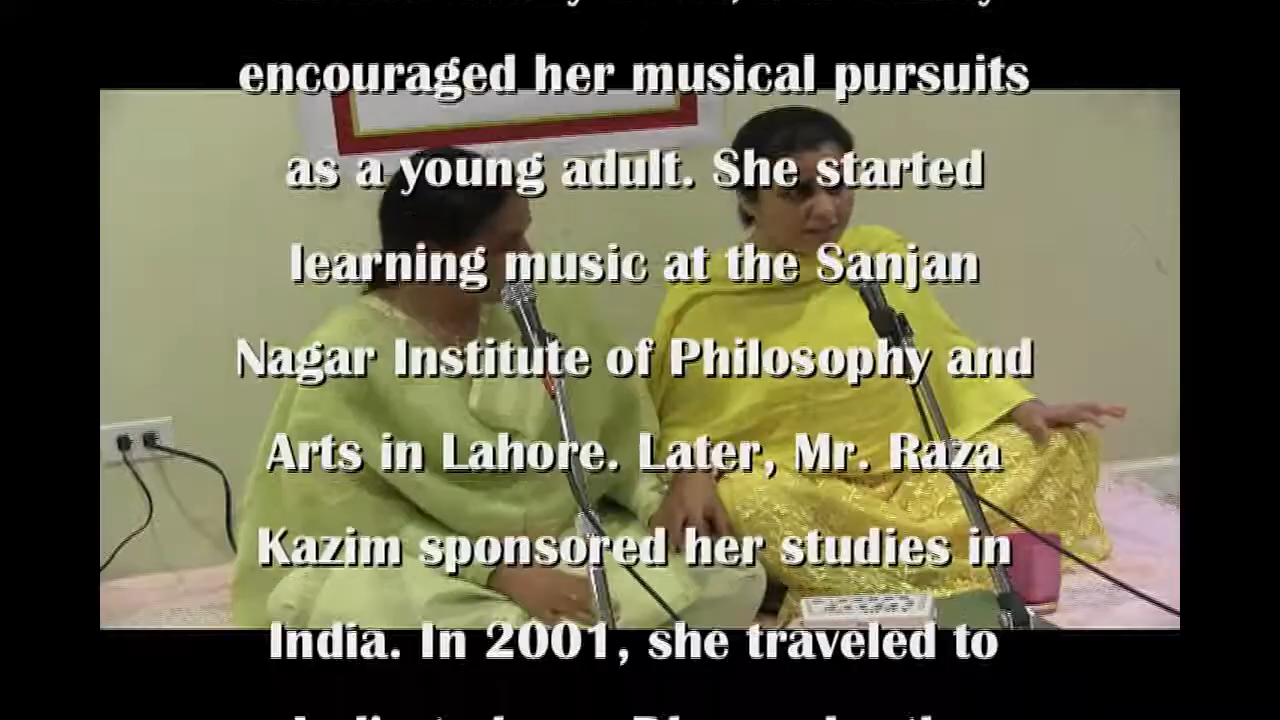 encouraged her musical pursuits
as a young adult. She started
learning music at the Sanjan
Nagar Institute of Philosophy and
Arts in Lahore. Later, Mr. Raza
Kazim sponsored her studies in
India. In 2001, she traveled to